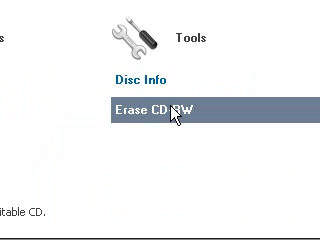 s
Tools
Disc Info
Erase CD-RW
itable CD.